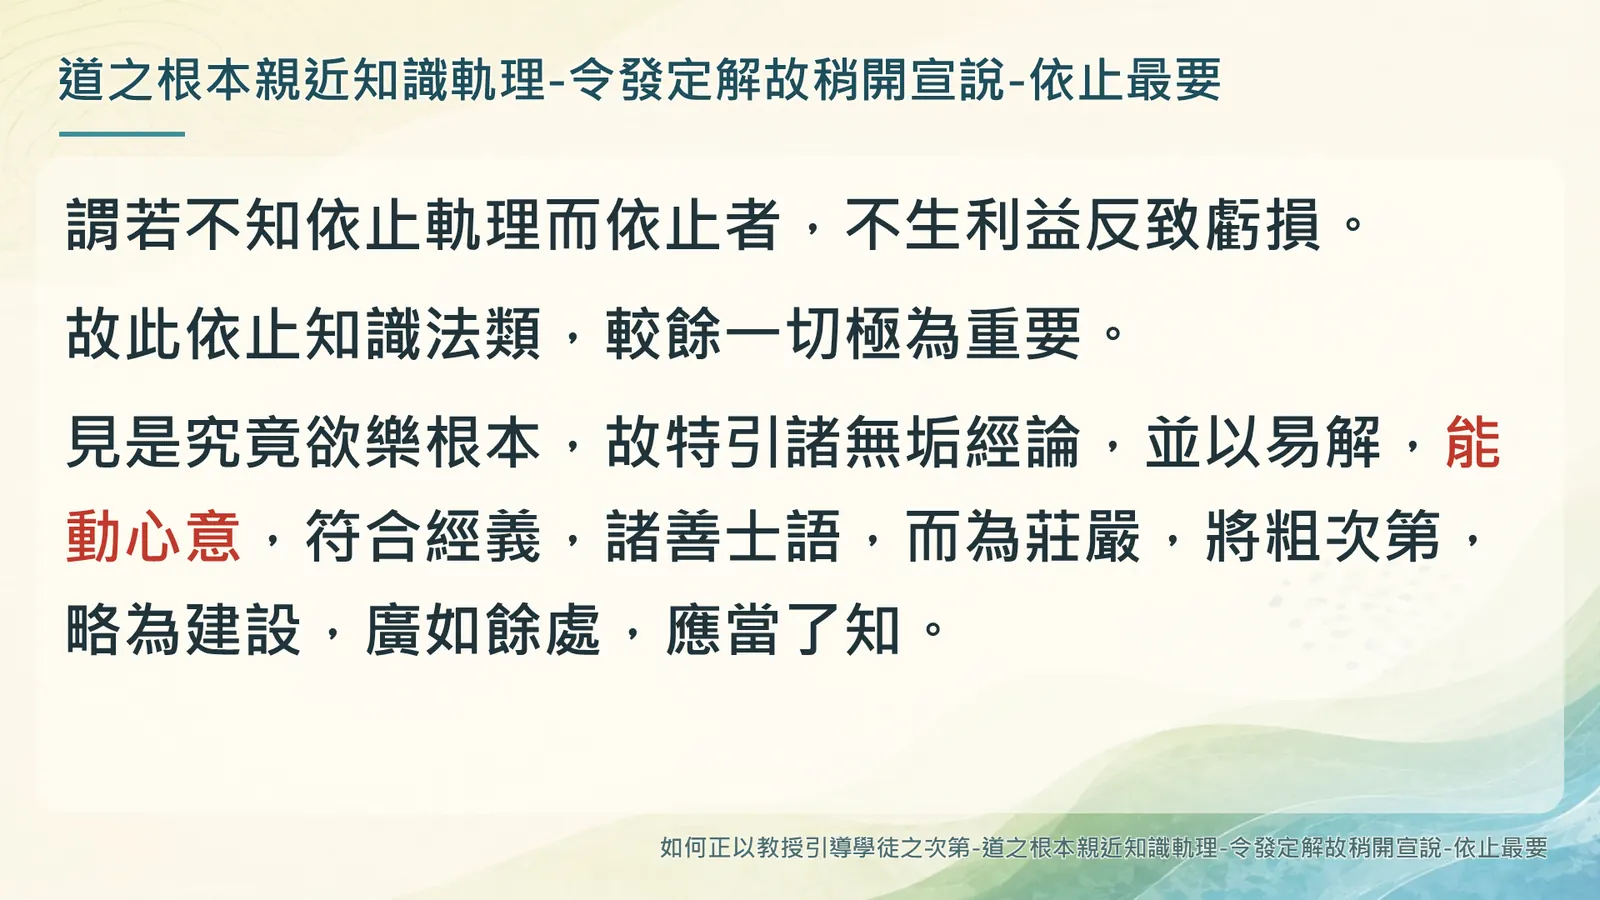 道之根本親近知識軌理-令發定解故稍開宣說-依止最要
謂若不知依止軌理而依止者，不生利益反致虧損。
故此依止知識法類，較餘一切極為重要。
見是究竟欲樂根本，故特引諸無垢經論，並以易解，能
動心意，符合經義，諸善士語，而為莊嚴，將粗次第，
略為建設，廣如餘處，應當了知。
如何正以教授引導學徒之次第-道之根本親近知識軌理-令發定解故稍開宣說-依止最要